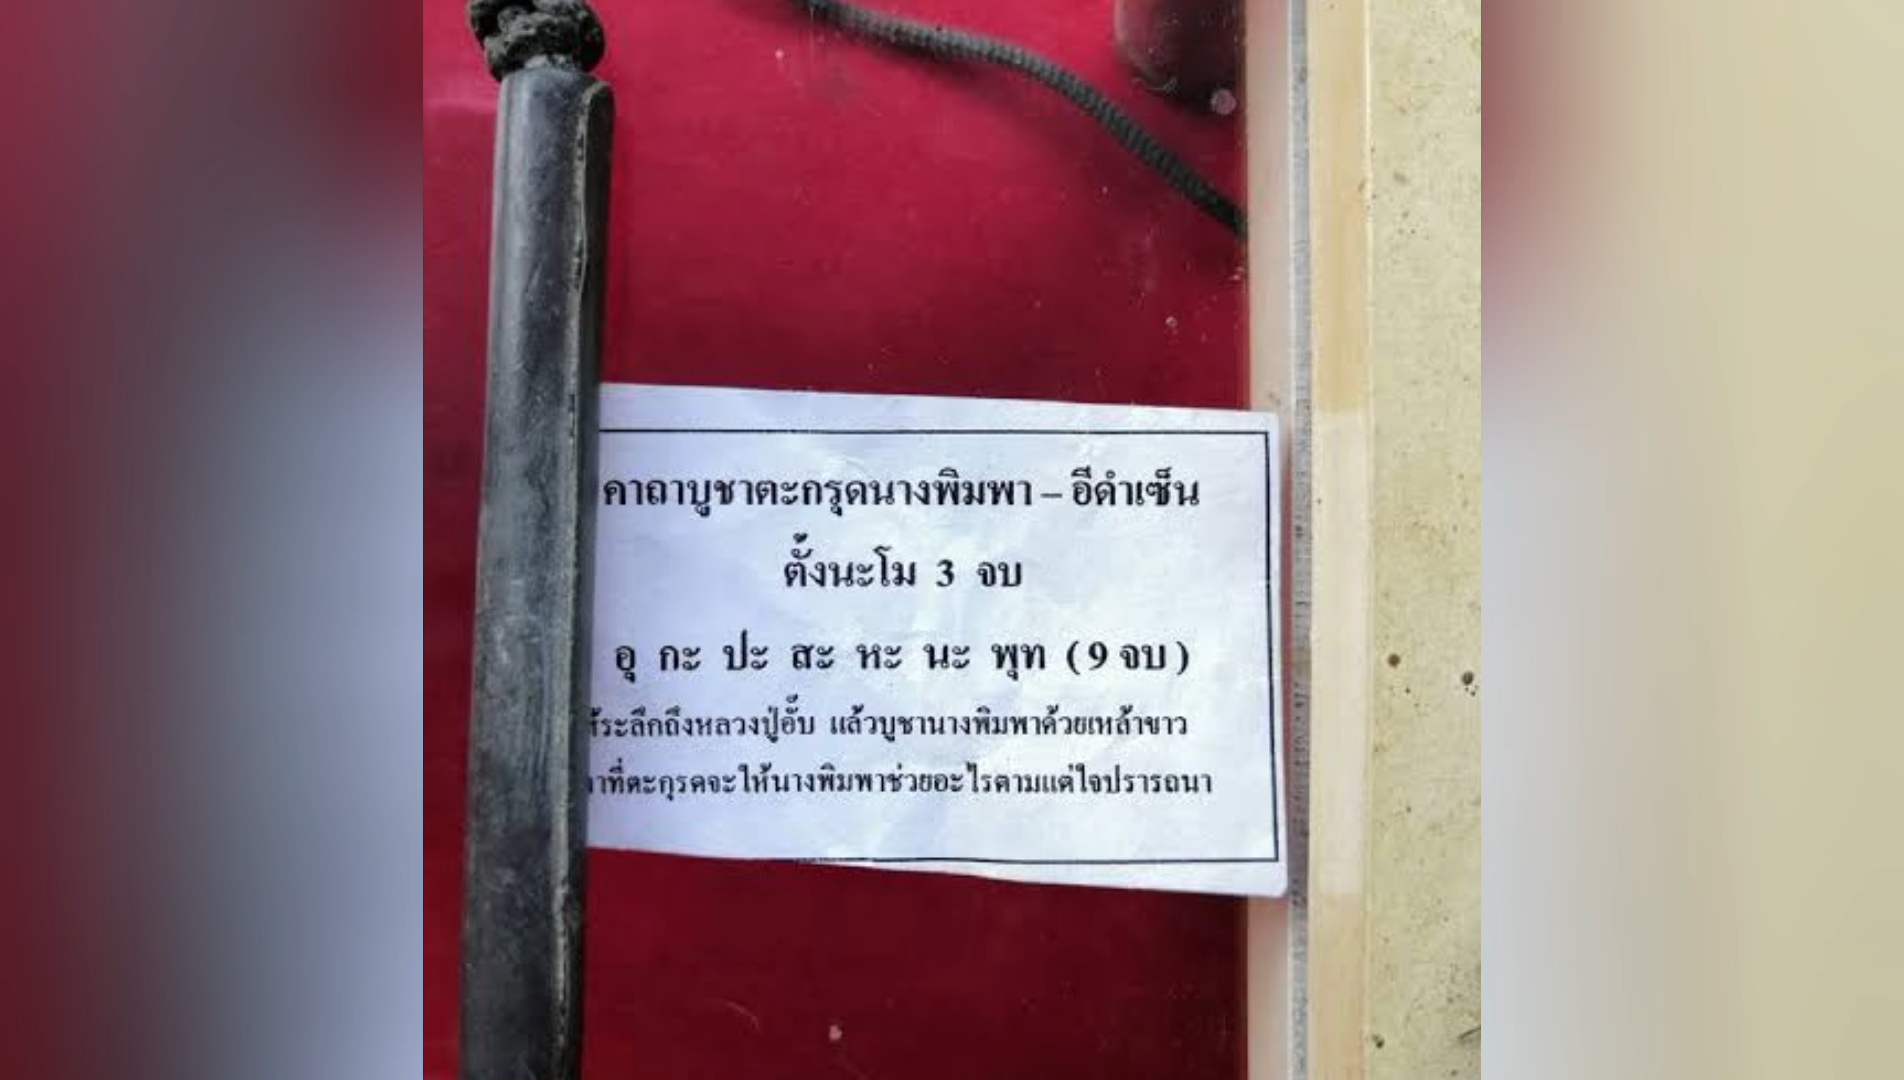 คาถาบูชาตะกรุดนางพิมพา – อีดำเซ็น
ตั้งนะโม 3 จบ
อุ กะ ปะ สะ หะ นะ พุท ( 9 จบ )
ระลึกถึงหลวงปู่อั๊บ แล้วบูชานางพิมพาด้วยเหล้าขาว
ที่ตะกุรดจะให้นางพิมพาช่วยอะไรตามแต่ใจปรารถนา